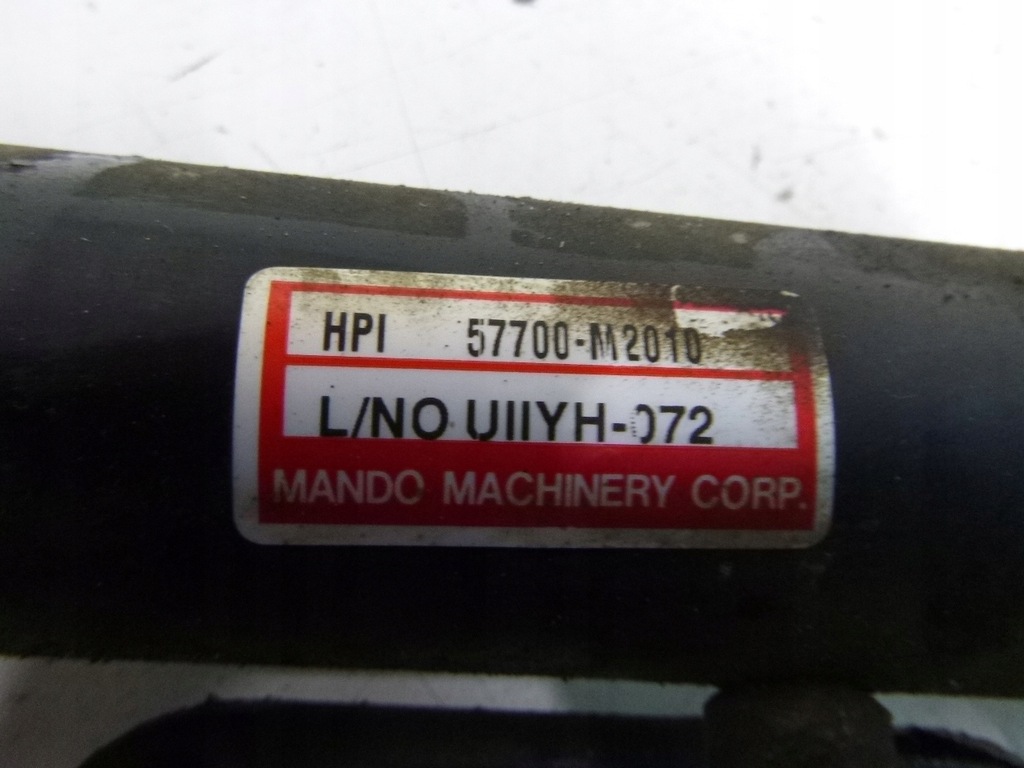 HPI 57700-M2010
L/NO UIIYH-072
MANDO MACHINERY CORP.